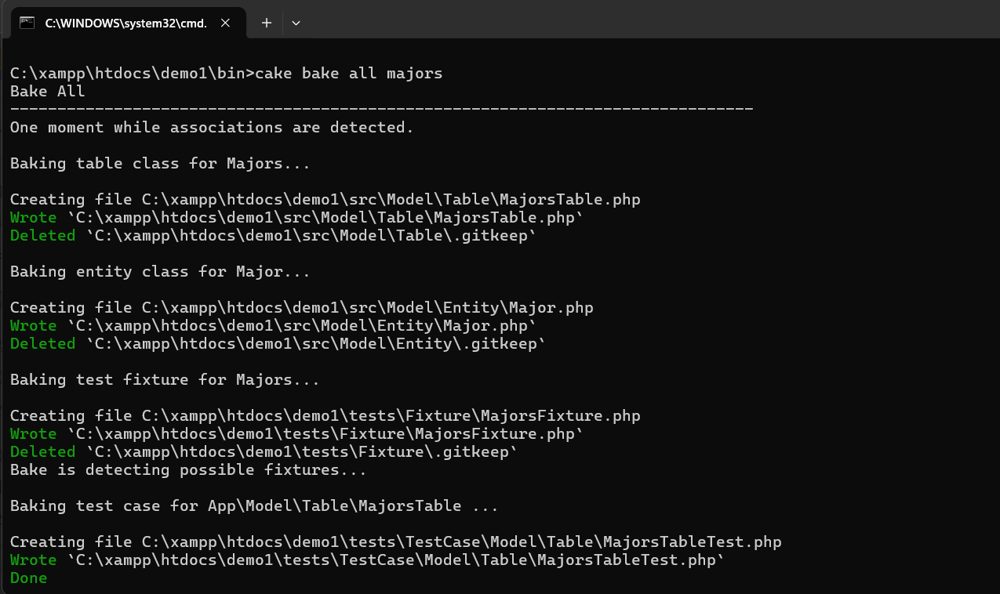 C:\WINDOWS\system32\cmd.
C:\xampp\htdocs\demo1\bin>cake bake all majors
Bake All
-------------------------------------------------------------------------------
One moment while associations are detected.
Baking table class for Majors...
Creating file C:\xampp\htdocs\demo1\src\Model\Table\MajorsTable.php
Wrote `C:\xampp\htdocs\demo1\src\Model\Table\MajorsTable.php`
Deleted `C:\xampp\htdocs\demo1\src\Model\Table\.gitkeep`
Baking entity class for Major...
Creating file C:\xampp\htdocs\demo1\src\Model\Entity\Major.php
Wrote `C:\xampp\htdocs\demo1\src\Model\Entity\Major.php`
Deleted `C:\xampp\htdocs\demo1\src\Model\Entity\.gitkeep`
Baking test fixture for Majors...
Creating file C:\xampp\htdocs\demo1\tests\Fixture\MajorsFixture.php
Wrote `C:\xampp\htdocs\demo1\tests\Fixture\MajorsFixture.php`
Deleted `C:\xampp\htdocs\demo1\tests\Fixture\.gitkeep`
Bake is detecting possible fixtures...
Baking test case for App\Model\Table\MajorsTable ...
Creating file C:\xampp\htdocs\demo1\tests\TestCase\Model\Table\MajorsTableTest.php
Wrote `C:\xampp\htdocs\demo1\tests\TestCase\Model\Table\MajorsTableTest.php`
Done